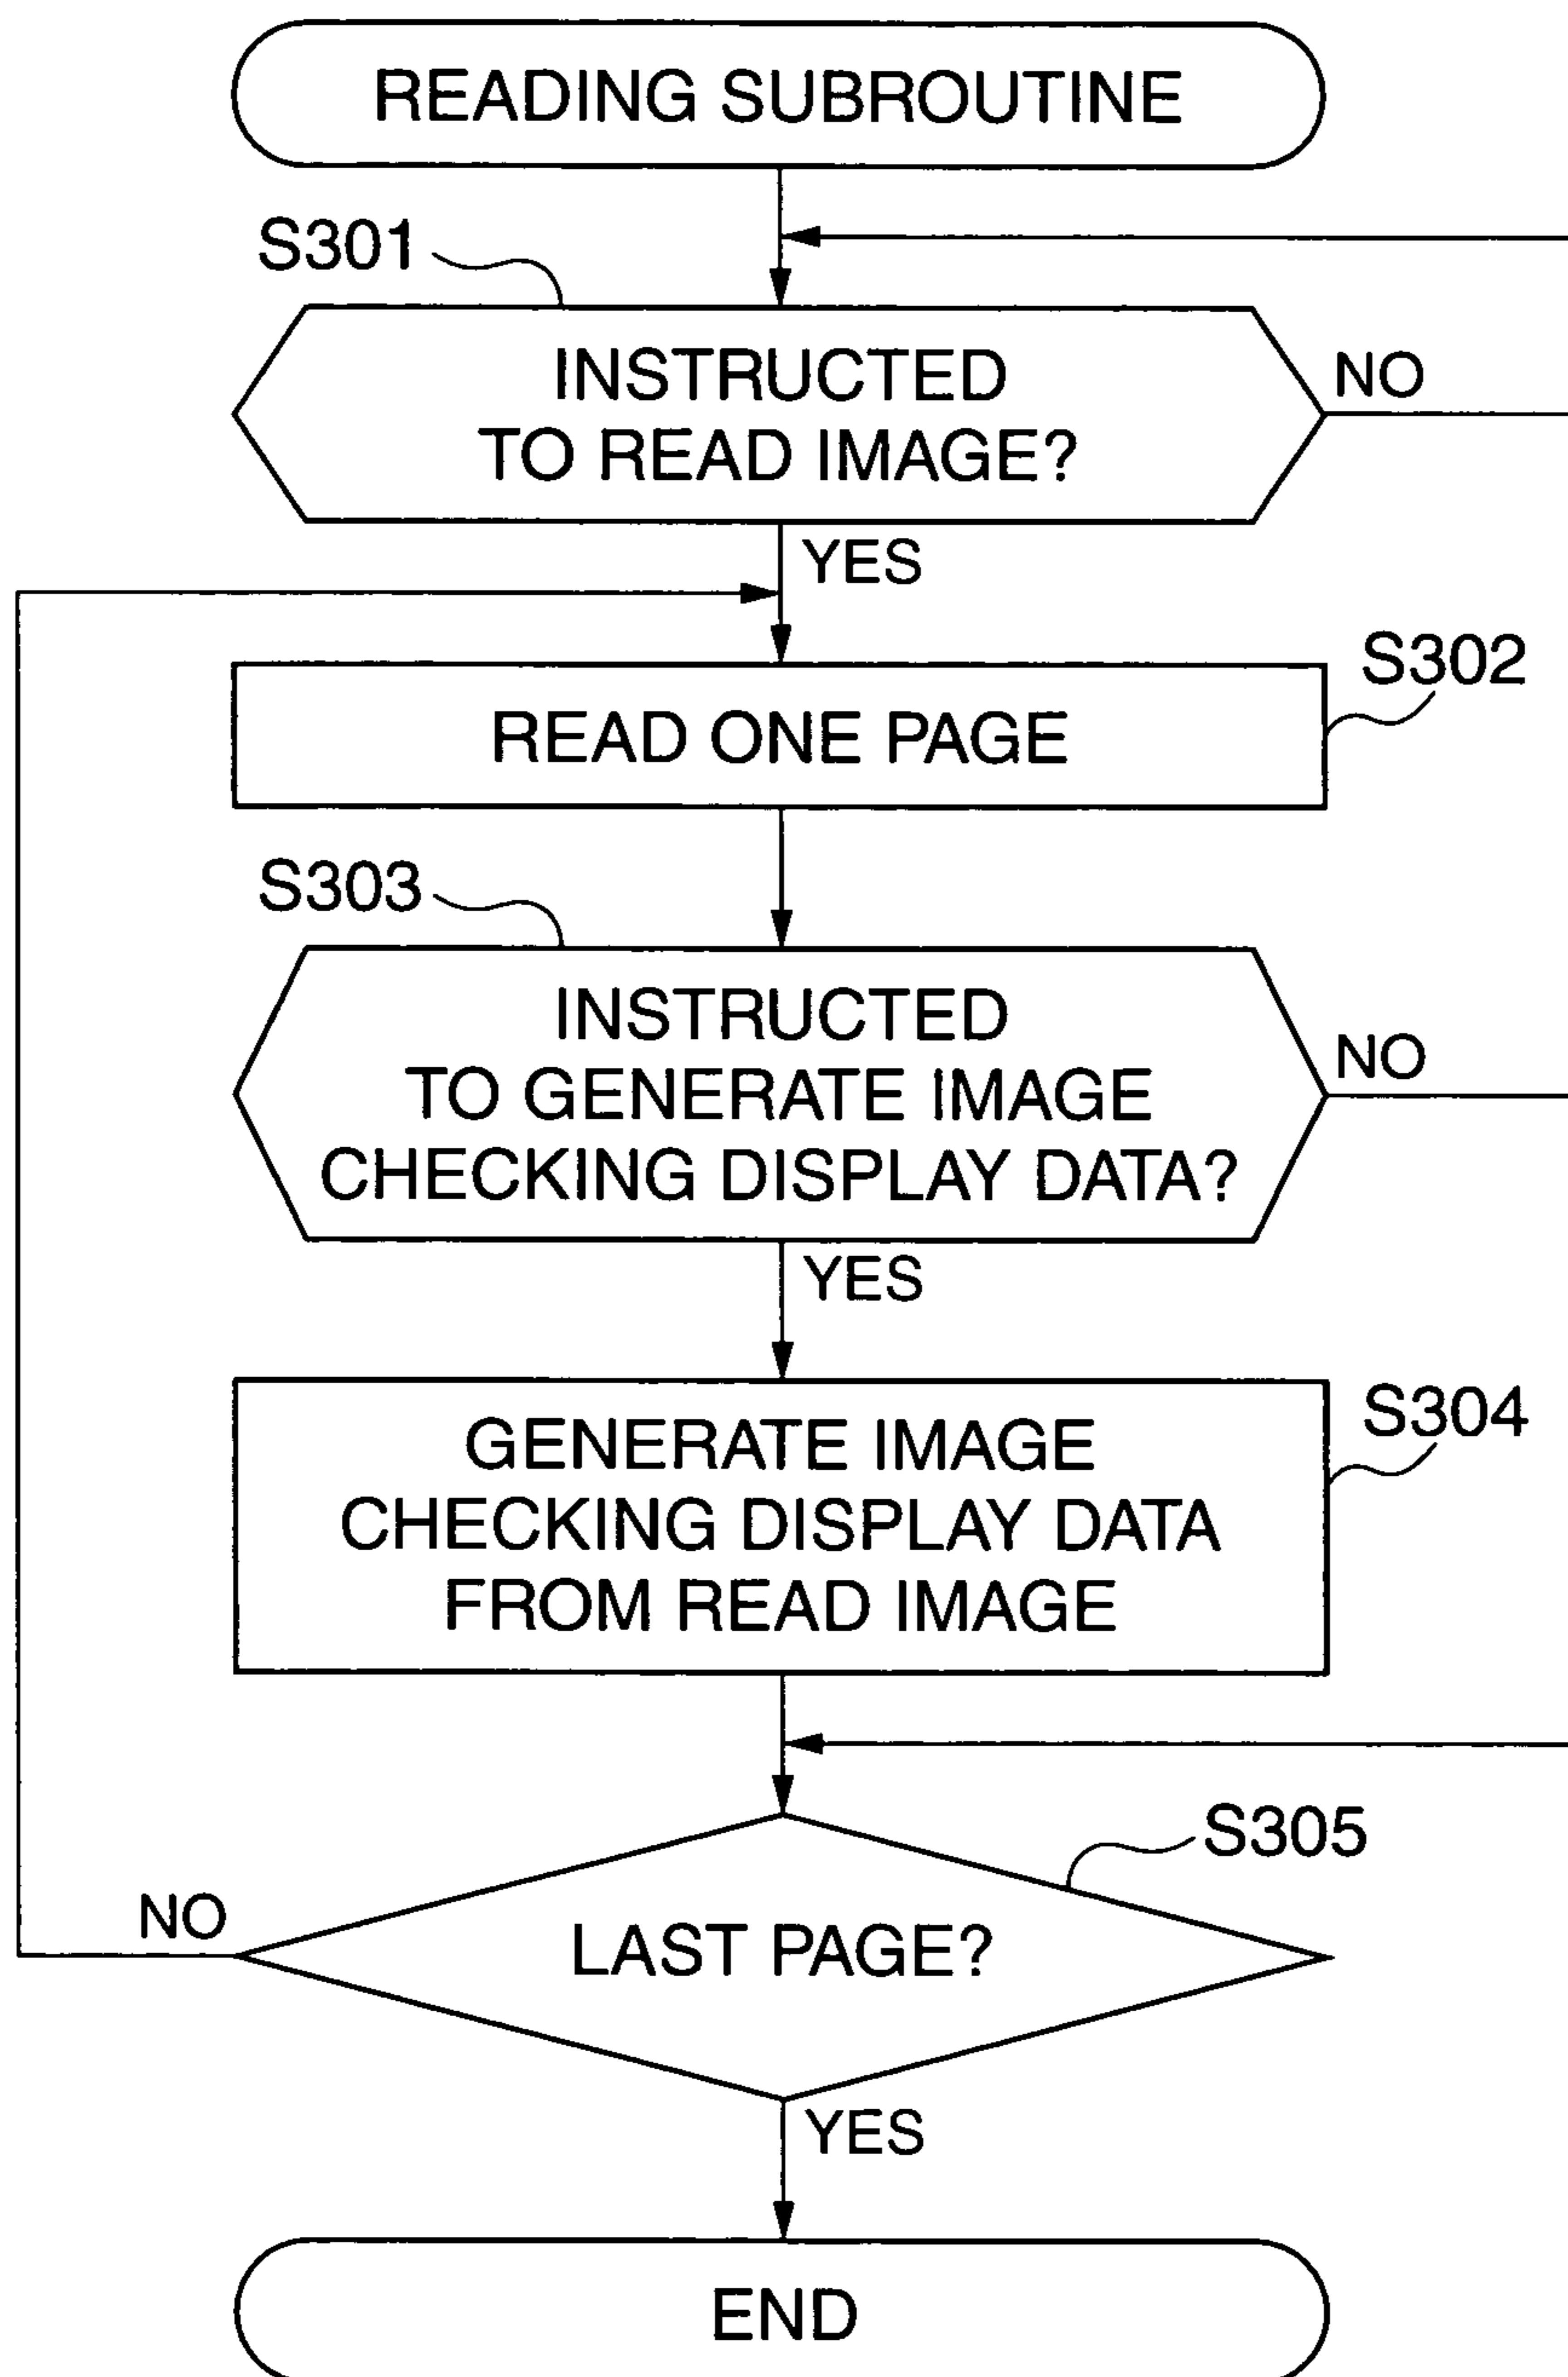 READING SUBROUTINE
S301
INSTRUCTED
TO READ IMAGE?
NO
YES
S302
READ ONE PAGE
S303
INSTRUCTED
TO GENERATE IMAGE
CHECKING DISPLAY DATA?
NO
YES
S304
GENERATE IMAGE
CHECKING DISPLAY DATA
FROM READ IMAGE
S305
LAST PAGE?
NO
YES
END